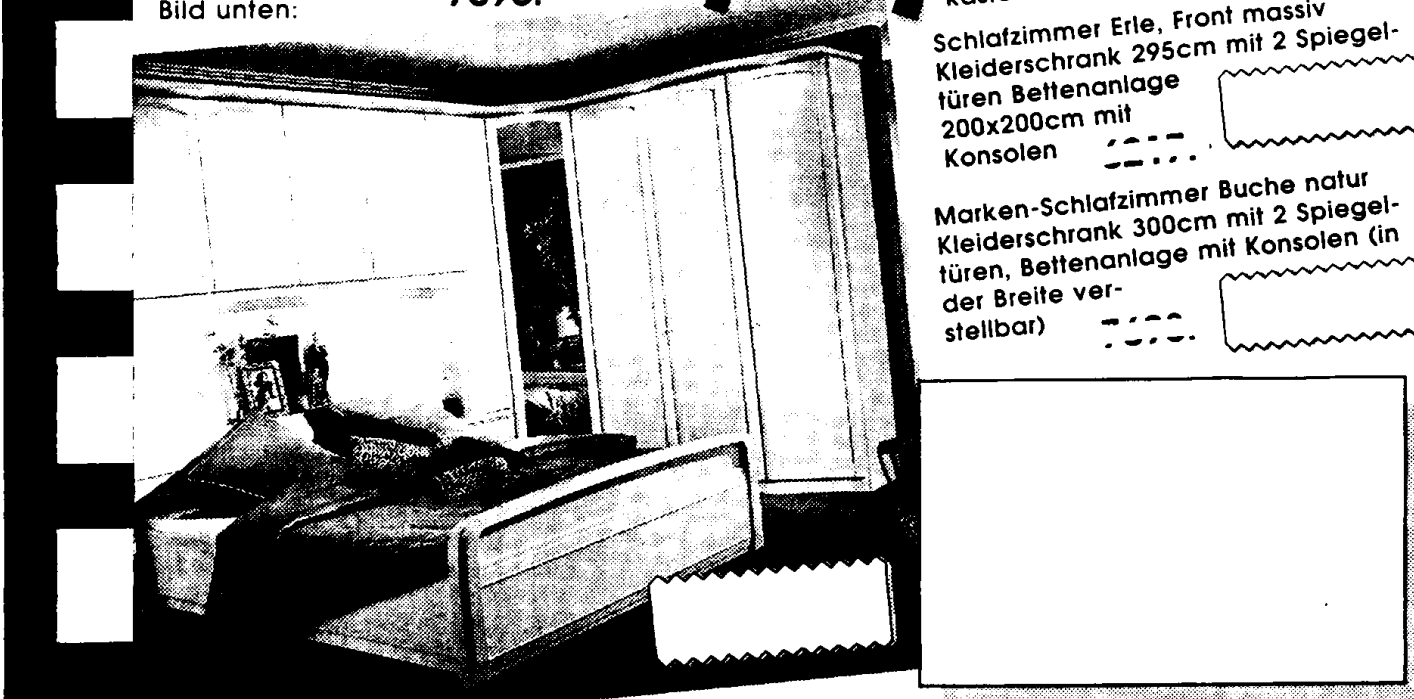 Bild unten:
Schlafzimmer Erle, Front massiv
Kleiderschrank 295cm mit 2 Spiegel-
türen Bettenanlage
200x200cm mit
Konsolen
Marken-Schlafzimmer Buche natur
Kleiderschrank 300cm mit 2 Spiegel-
türen, Bettenanlage mit Konsolen (in
der Breite ver-
stellbar)